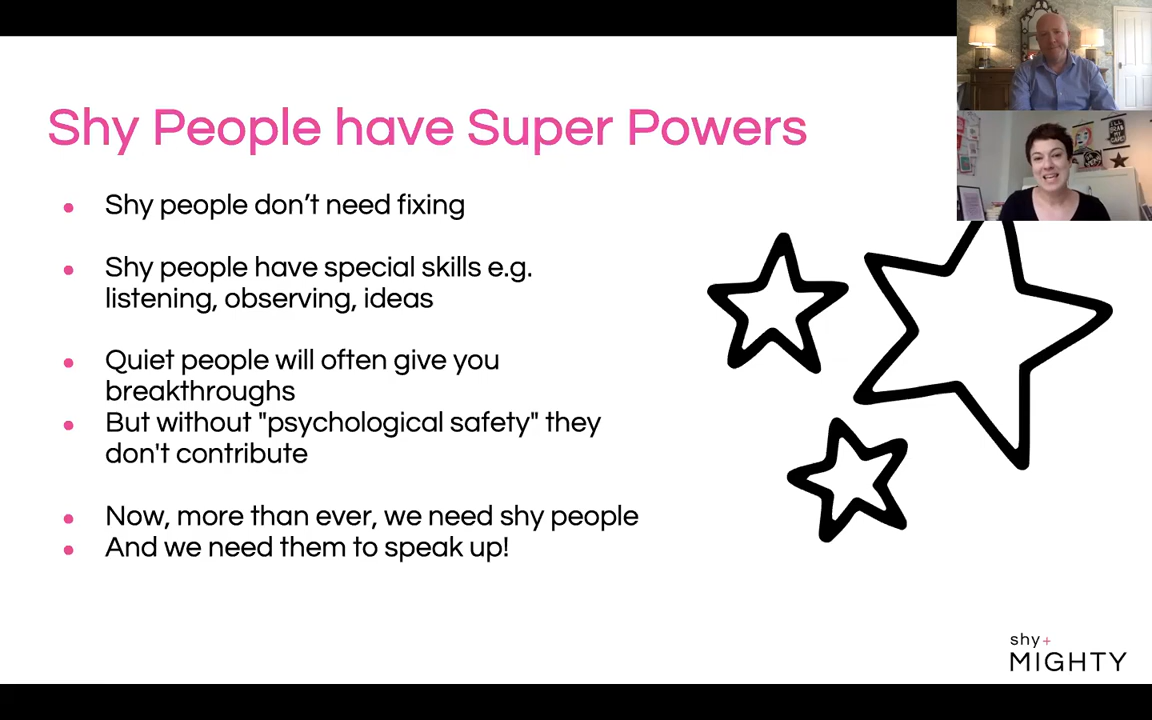 Shy People have Super Powers
• Shy people don’t need fixing
• Shy people have special skills e.g.
listening, observing, ideas
• Quiet people will often give you
breakthroughs
• But without "psychological safety" they
don't contribute
• Now, more than ever, we need shy people
• And we need them to speak up!
shy+
MIGHTY